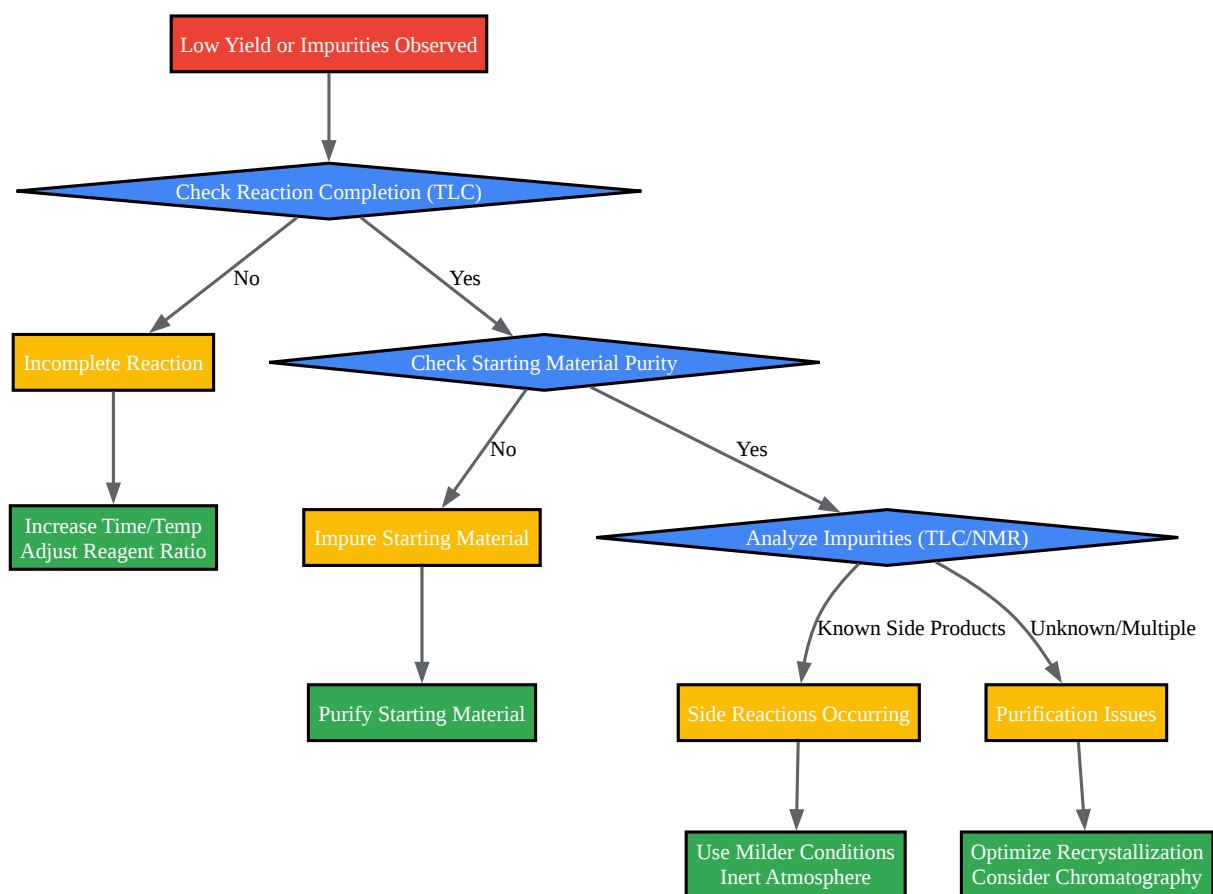 Low Yield or Impurities Observed
Check Reaction Completion (TLC)
No
Yes
Incomplete Reaction
Check Starting Material Purity
No
Yes
Increase Time/Temp
Adjust Reagent Ratio
Impure Starting Material
Analyze Impurities (TLC/NMR)
Known Side Products
Unknown/Multiple
Purify Starting Material
Side Reactions Occurring
Purification Issues
Use Milder Conditions
Inert Atmosphere
Optimize Recrystallization
Consider Chromatography